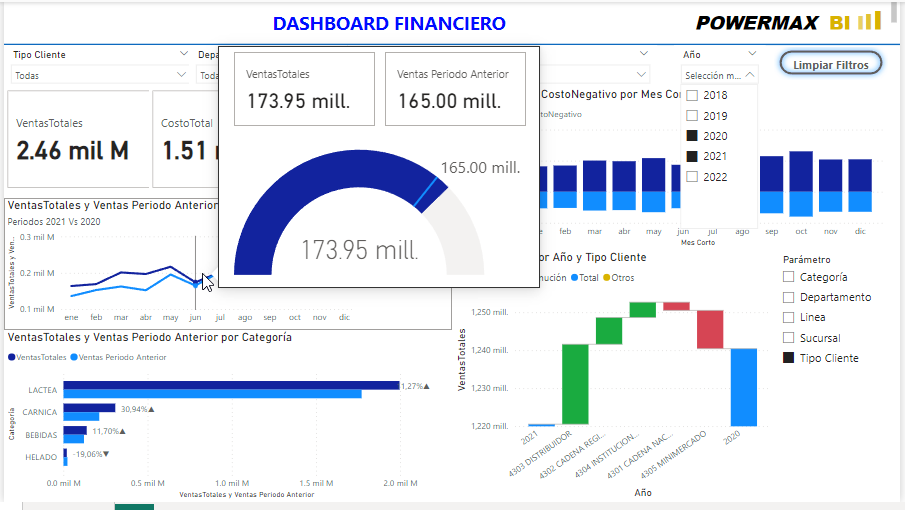 DASHBOARD FINANCIERO
POWERMAX BI
Tipo Cliente
Todas
Año
Selección m...
2018
2019
2020
2021
2022
Limpiar Filtros
VentasTotales
2.46 mil M
CostoTotal
1.51
VentasTotales
173.95 mill.
Ventas Periodo Anterior
165.00 mill.
165.00 mill.
173.95 mill.
CostoNegativo por Mes
mar abr may jun jul ago sep oct nov dic
Mes Corto
VentasTotales y Ventas Periodo Anterior
Periodos 2021 Vs 2020
VentasTotales y Ven...
0.3 mil M
0.2 mil M
0.1 mil M
ene feb mar abr may jun jul ago sep oct nov dic
VentasTotales y Ventas Periodo Anterior por Categoría
VentasTotales Ventas Periodo Anterior
Categoría
LACTEA 1,27%▲
CARNICA 30,94%▲
BEBIDAS 11,70%▲
HELADO -19,06%▼
0.0 mil M 0.5 mil M 1.0 mil M 1.5 mil M 2.0 mil M
VentasTotales y Ventas Periodo Anterior
or Año y Tipo Cliente
Total Otros
VentasTotales
1,250 mill.
1,240 mill.
1,230 mill.
1,220 mill.
2021
4303 DISTRIBUIDOR
4302 CADENA REGI...
4304 INSTITUCION...
4301 CADENA NAC...
4305 MINIMERCADO
2020
Año
Parámetro
Categoría
Departamento
Linea
Sucursal
Tipo Cliente